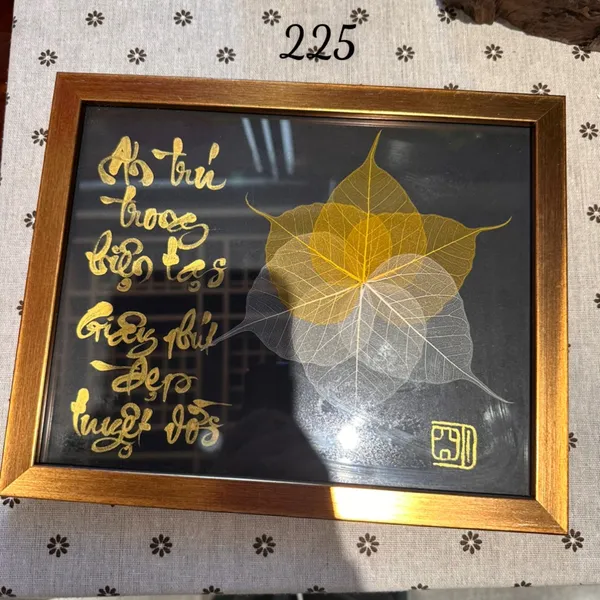 225
An trú
trong
hiện tại
Giây phút
đẹp
tuyệt vời